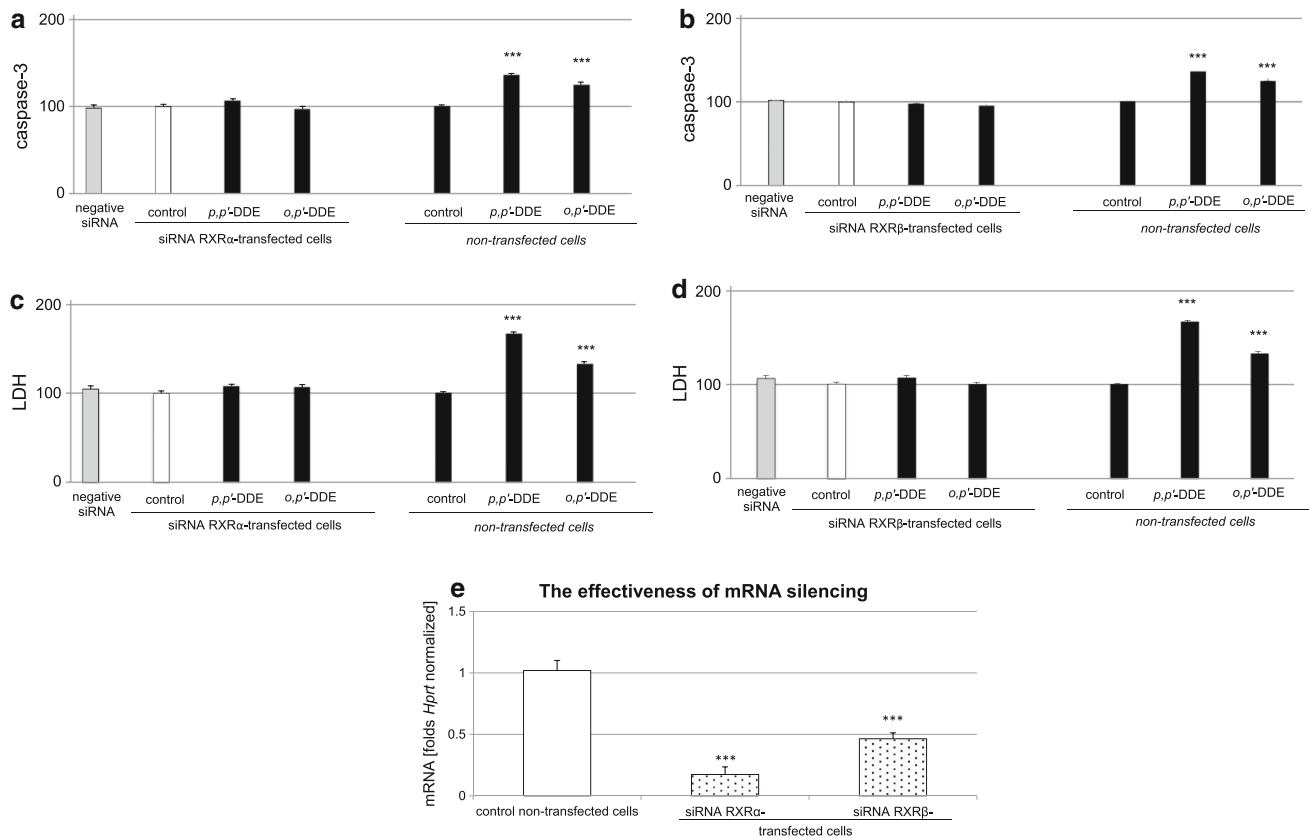 a
caspase-3
200
100
0
*** ***
negative siRNA
control p,p'-DDE o,p'-DDE
siRNA RXRα-transfected cells
control p,p'-DDE o,p'-DDE
non-transfected cells
b
caspase-3
200
100
0
*** ***
negative siRNA
control p,p'-DDE o,p'-DDE
siRNA RXRβ-transfected cells
control p,p'-DDE o,p'-DDE
non-transfected cells
c
LDH
200
100
0
*** ***
negative siRNA
control p,p'-DDE o,p'-DDE
siRNA RXRα-transfected cells
control p,p'-DDE o,p'-DDE
non-transfected cells
d
LDH
200
100
0
*** ***
negative siRNA
control p,p'-DDE o,p'-DDE
siRNA RXRβ-transfected cells
control p,p'-DDE o,p'-DDE
non-transfected cells
e
The effectiveness of mRNA silencing
mRNA [folds Hprt normalized]
1.5
1
0.5
0
*** ***
control non-transfected cells siRNA RXRα- siRNA RXRβ-
transfected cells